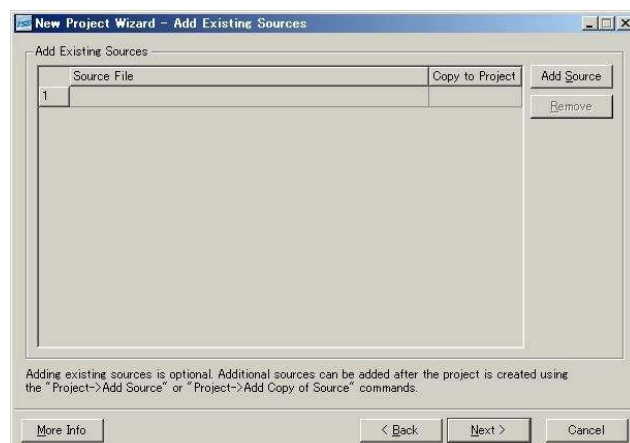 New Project Wizard - Add Existing Sources
Add Existing Sources
Source File
Copy to Project
Add Source
1
Remove
Adding existing sources is optional. Additional sources can be added after the project is created using
the "Project->Add Source" or "Project->Add Copy of Source" commands.
More Info
< Back
Next >
Cancel